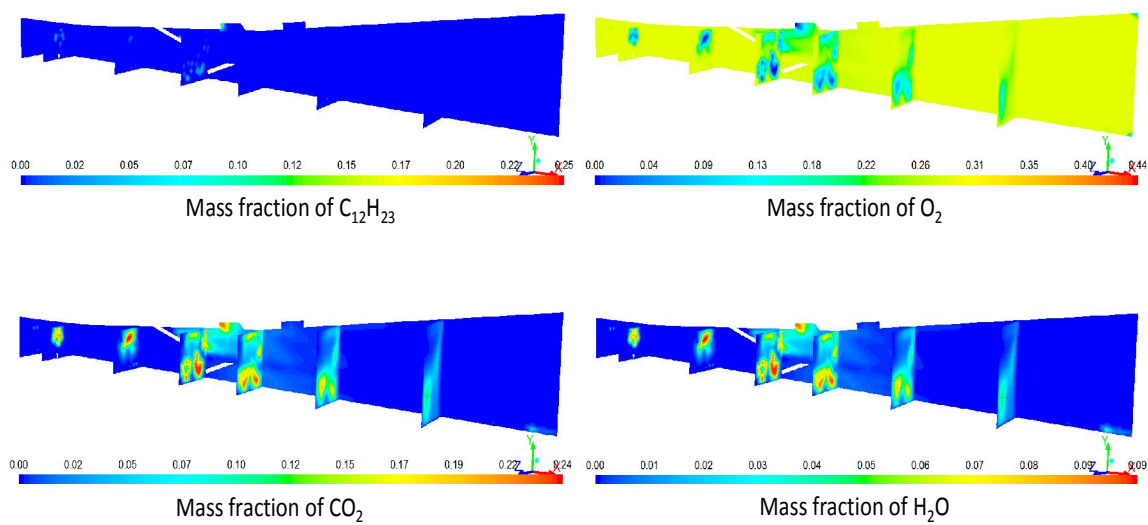 0.00 0.02 0.05 0.07 0.10 0.12 0.15 0.17 0.20 0.22 0.25
Y Z X
Mass fraction of C₁₂H₂₃
0.00 0.04 0.09 0.13 0.18 0.22 0.26 0.31 0.35 0.40 0.44
Y Z X
Mass fraction of O₂
0.00 0.02 0.05 0.07 0.10 0.12 0.15 0.17 0.19 0.22 0.24
Y Z X
Mass fraction of CO₂
0.00 0.01 0.02 0.03 0.04 0.05 0.06 0.07 0.08 0.09 0.09
Y Z X
Mass fraction of H₂O